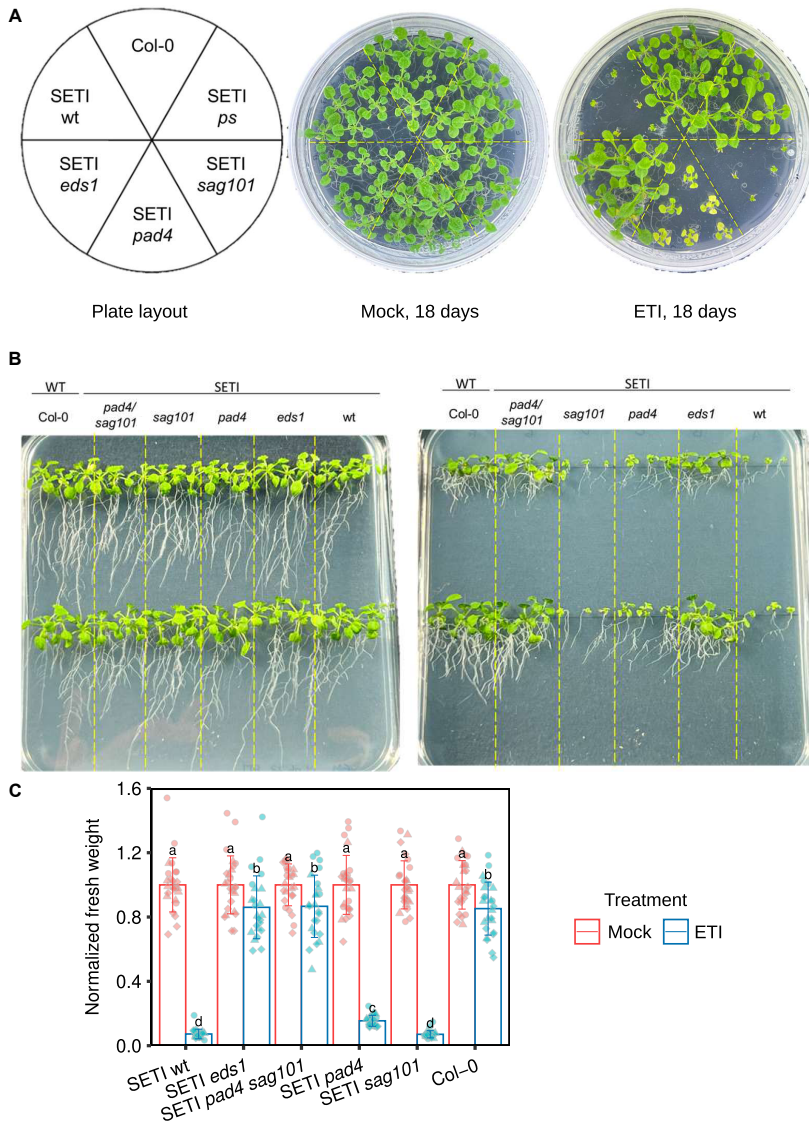 A
Col-0
SETI
wt
SETI
ps
SETI
eds1
SETI
sag101
SETI
pad4
Plate layout
Mock, 18 days
ETI, 18 days
B
WT
SETI
Col-0
pad4/
sag101
sag101
pad4
eds1
wt
WT
SETI
Col-0
pad4/
sag101
sag101
pad4
eds1
wt
C
Normalized fresh weight
1.6
1.2
0.8
0.4
0.0
a
d
a
b
a
b
a
c
a
d
a
b
SETI wt
SETI eds1
SETI pad4 sag101
SETI pad4
SETI sag101
Col−0
Treatment
Mock
ETI